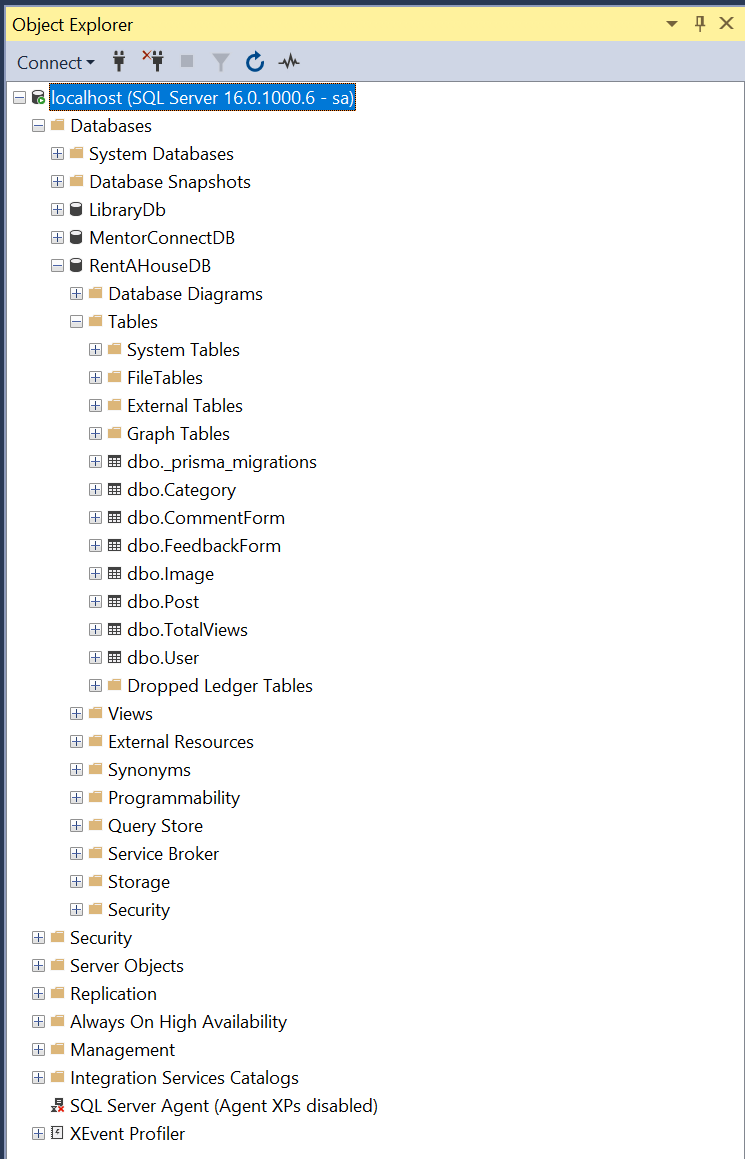 Object Explorer
Connect
localhost (SQL Server 16.0.1000.6 - sa)
Databases
System Databases
Database Snapshots
LibraryDb
MentorConnectDB
RentAHouseDB
Database Diagrams
Tables
System Tables
FileTables
External Tables
Graph Tables
dbo._prisma_migrations
dbo.Category
dbo.CommentForm
dbo.FeedbackForm
dbo.Image
dbo.Post
dbo.TotalViews
dbo.User
Dropped Ledger Tables
Views
External Resources
Synonyms
Programmability
Query Store
Service Broker
Storage
Security
Security
Server Objects
Replication
Always On High Availability
Management
Integration Services Catalogs
SQL Server Agent (Agent XPs disabled)
XEvent Profiler